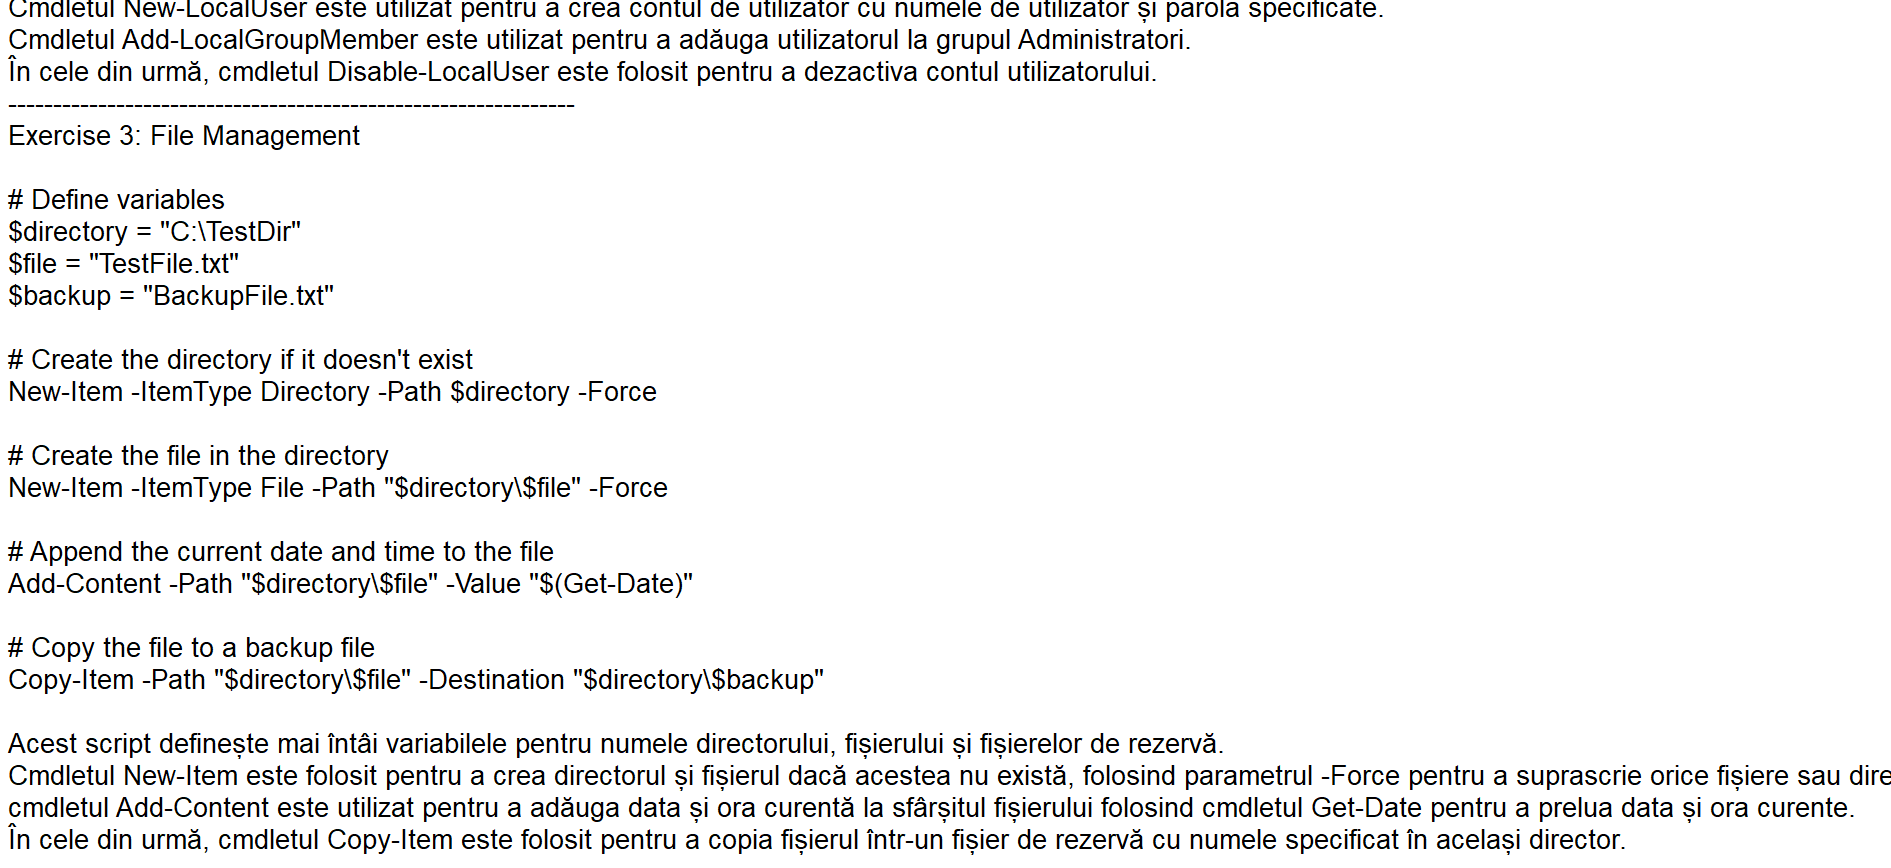 Cmdletul New-LocalUser este utilizat pentru a crea contul de utilizator cu numele de utilizator și parola specificate.
Cmdletul Add-LocalGroupMember este utilizat pentru a adăuga utilizatorul la grupul Administratori.
În cele din urmă, cmdletul Disable-LocalUser este folosit pentru a dezactiva contul utilizatorului.
---------------------------------------------------------------
Exercise 3: File Management
# Define variables
$directory = "C:\TestDir"
$file = "TestFile.txt"
$backup = "BackupFile.txt"
# Create the directory if it doesn't exist
New-Item -ItemType Directory -Path $directory -Force
# Create the file in the directory
New-Item -ItemType File -Path "$directory\$file" -Force
# Append the current date and time to the file
Add-Content -Path "$directory\$file" -Value "$(Get-Date)"
# Copy the file to a backup file
Copy-Item -Path "$directory\$file" -Destination "$directory\$backup"
Acest script definește mai întâi variabilele pentru numele directorului, fișierului și fișierelor de rezervă.
Cmdletul New-Item este folosit pentru a crea directorul și fișierul dacă acestea nu există, folosind parametrul -Force pentru a suprascrie orice fișiere sau dire
cmdletul Add-Content este utilizat pentru a adăuga data și ora curentă la sfârșitul fișierului folosind cmdletul Get-Date pentru a prelua data și ora curente.
În cele din urmă, cmdletul Copy-Item este folosit pentru a copia fișierul într-un fișier de rezervă cu numele specificat în același director.